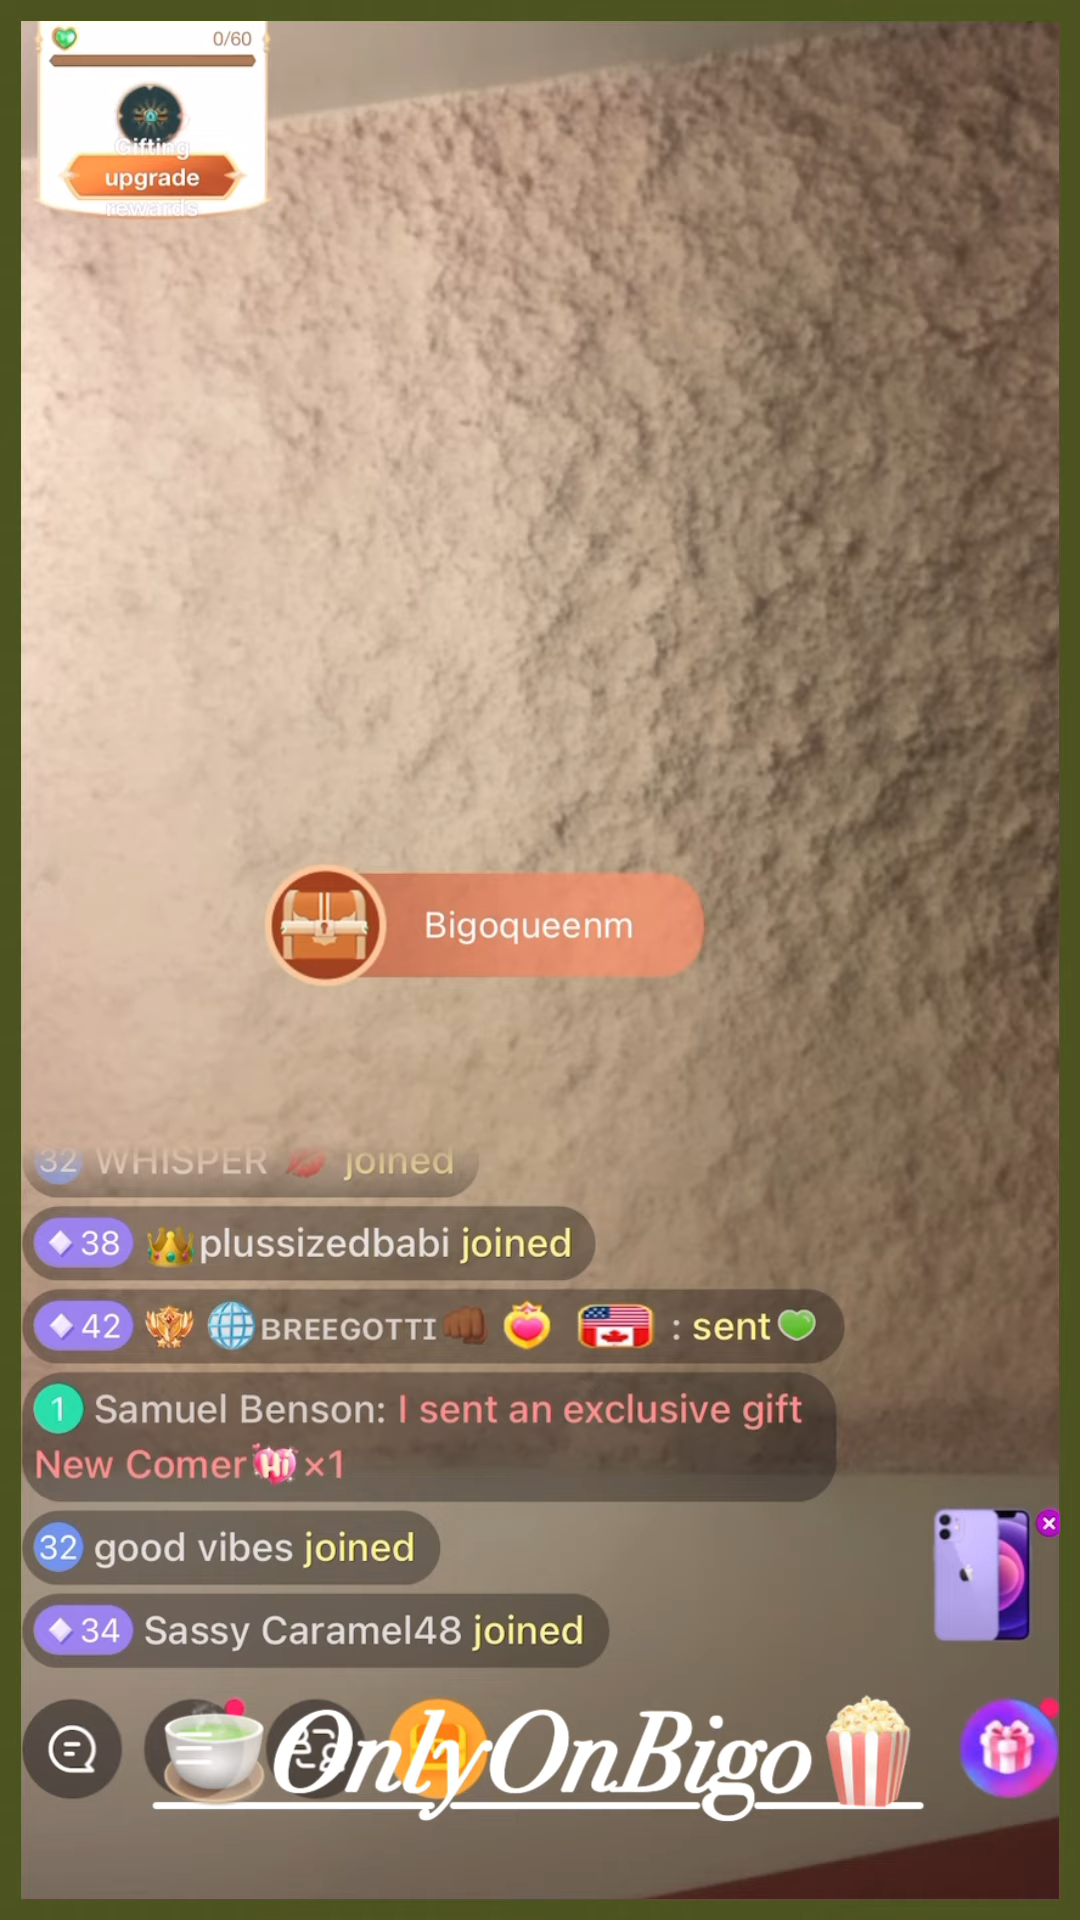 0/60
Gifting
upgrade
rewards
Bigoqueenm
32 WHISPER 💋 joined
38 👑plussizedbabi joined
42 🌐BREEGOTTI👊🏾 : sent💚
1 Samuel Benson: I sent an exclusive gift
New Comer Hi ×1
32 good vibes joined
34 Sassy Caramel48 joined
🍵OnlyOnBigo🍿